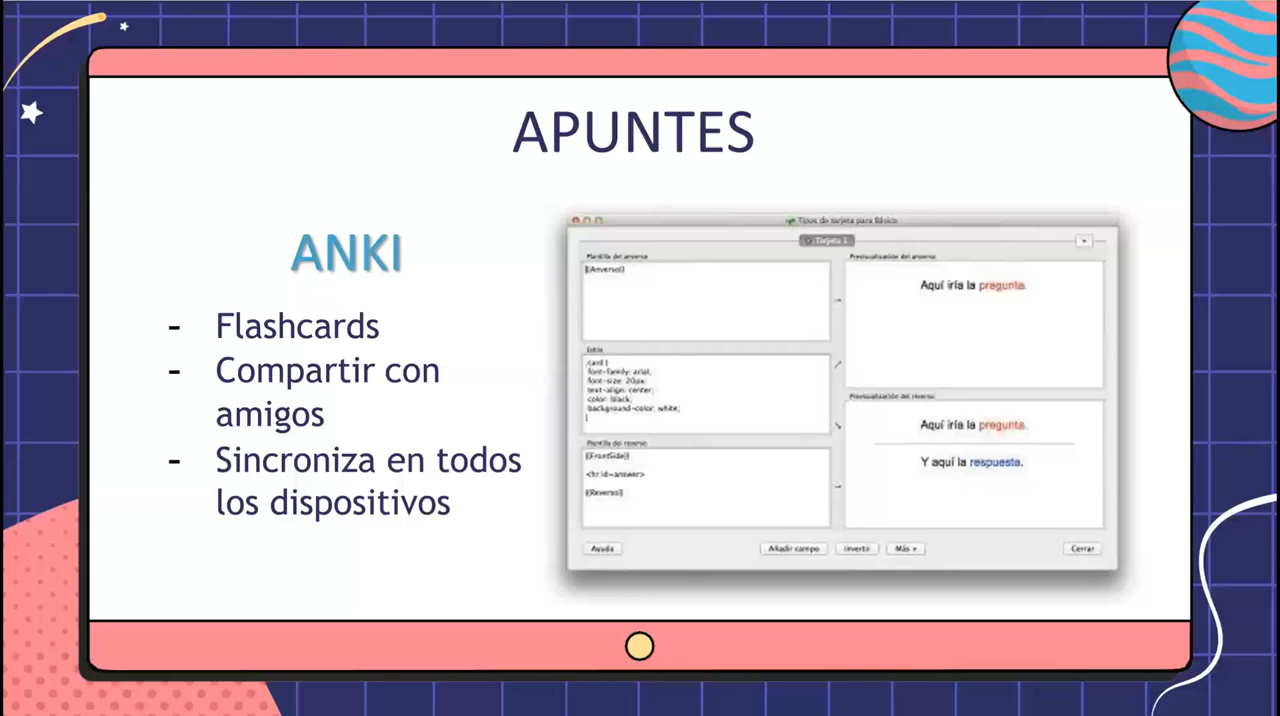 APUNTES
ANKI
- Flashcards
- Compartir con
amigos
- Sincroniza en todos
los dispositivos
Tipos de tarjeta para Básico
Tarjeta 1
Plantilla del anverso
{{Anverso}}
Estilo
.card {
font-family: arial;
font-size: 20px;
text-align: center;
color: black;
background-color: white;
}
Plantilla del reverso
{{FrontSide}}
<hr id=answer>
{{Reverso}}
Previsualización del anverso
Aquí iría la pregunta.
Previsualización del reverso
Aquí iría la pregunta.
Y aquí la respuesta.
Ayuda
Añadir campo
Invertir
Más
Cerrar